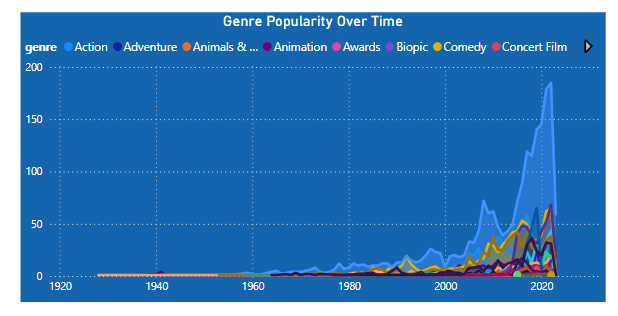 Genre Popularity Over Time
genre Action Adventure Animals & ... Animation Awards Biopic Comedy Concert Film
200
150
100
50
0
1920 1940 1960 1980 2000 2020